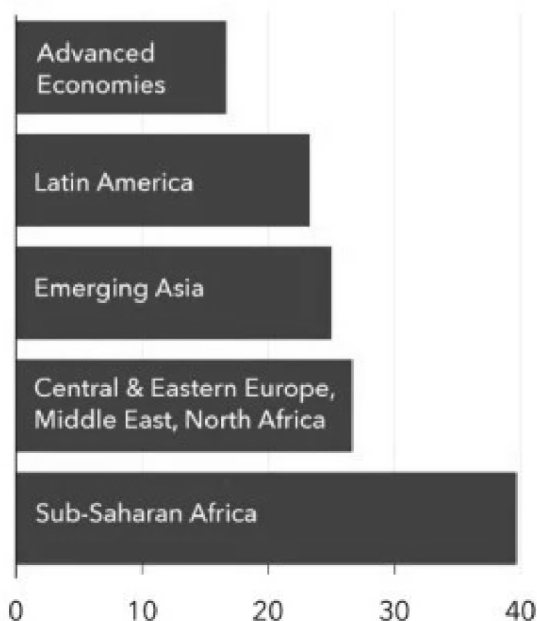 Advanced
Economies
Latin America
Emerging Asia
Central & Eastern Europe,
Middle East, North Africa
Sub-Saharan Africa
0 10 20 30 40